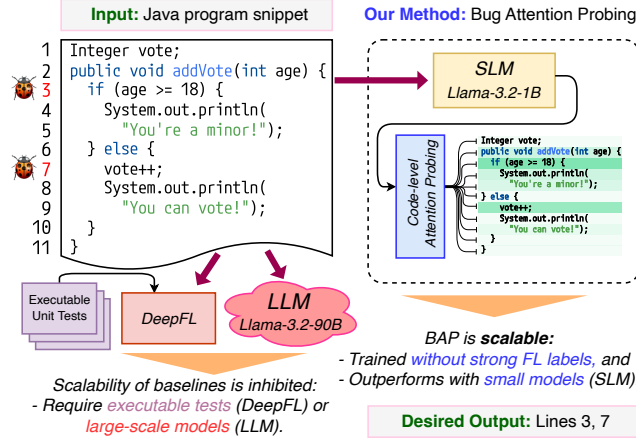 Input: Java program snippet
1 Integer vote;
2 public void addVote(int age) {
3 if (age >= 18) {
4 System.out.println(
5 "You're a minor!");
6 } else {
7 vote++;
8 System.out.println(
9 "You can vote!");
10 }
11 }
Executable
Unit Tests
DeepFL
LLM
Llama-3.2-90B
Scalability of baselines is inhibited:
- Require executable tests (DeepFL) or
large-scale models (LLM).
Our Method: Bug Attention Probing
SLM
Llama-3.2-1B
Code-level
Attention Probing
Integer vote;
public void addVote(int age) {
if (age >= 18) {
System.out.println(
"You're a minor!");
} else {
vote++;
System.out.println(
"You can vote!");
}
}
BAP is scalable:
- Trained without strong FL labels, and
- Outperforms with small models (SLM)
Desired Output: Lines 3, 7